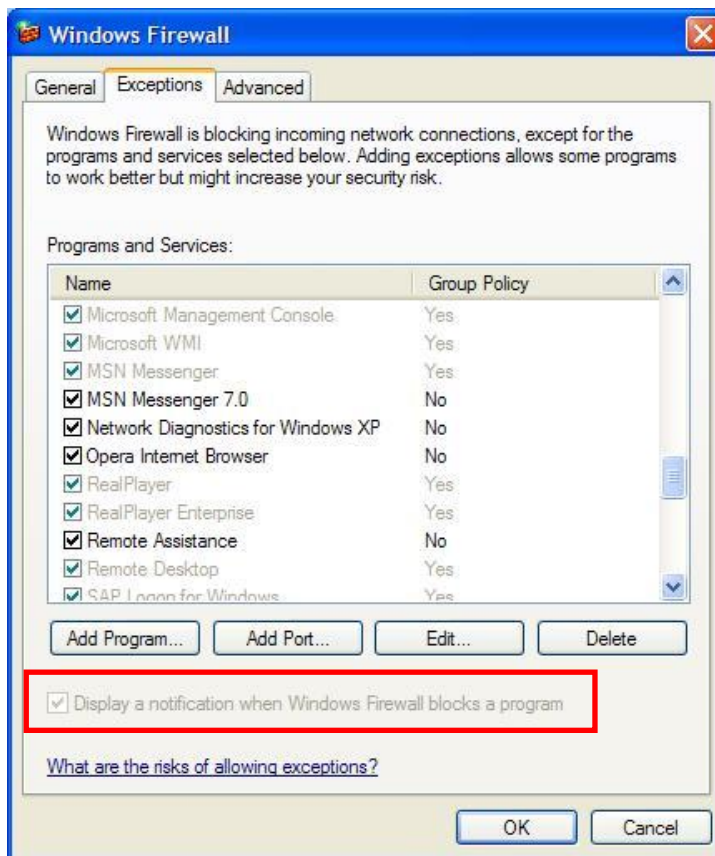 Windows Firewall
General Exceptions Advanced
Windows Firewall is blocking incoming network connections, except for the
programs and services selected below. Adding exceptions allows some programs
to work better but might increase your security risk.
Programs and Services:
Name Group Policy
Microsoft Management Console Yes
Microsoft WMI Yes
MSN Messenger Yes
MSN Messenger 7.0 No
Network Diagnostics for Windows XP No
Opera Internet Browser No
RealPlayer Yes
RealPlayer Enterprise Yes
Remote Assistance No
Remote Desktop Yes
SAP Logon for Windows Yes
Add Program... Add Port... Edit... Delete
Display a notification when Windows Firewall blocks a program
What are the risks of allowing exceptions?
OK Cancel